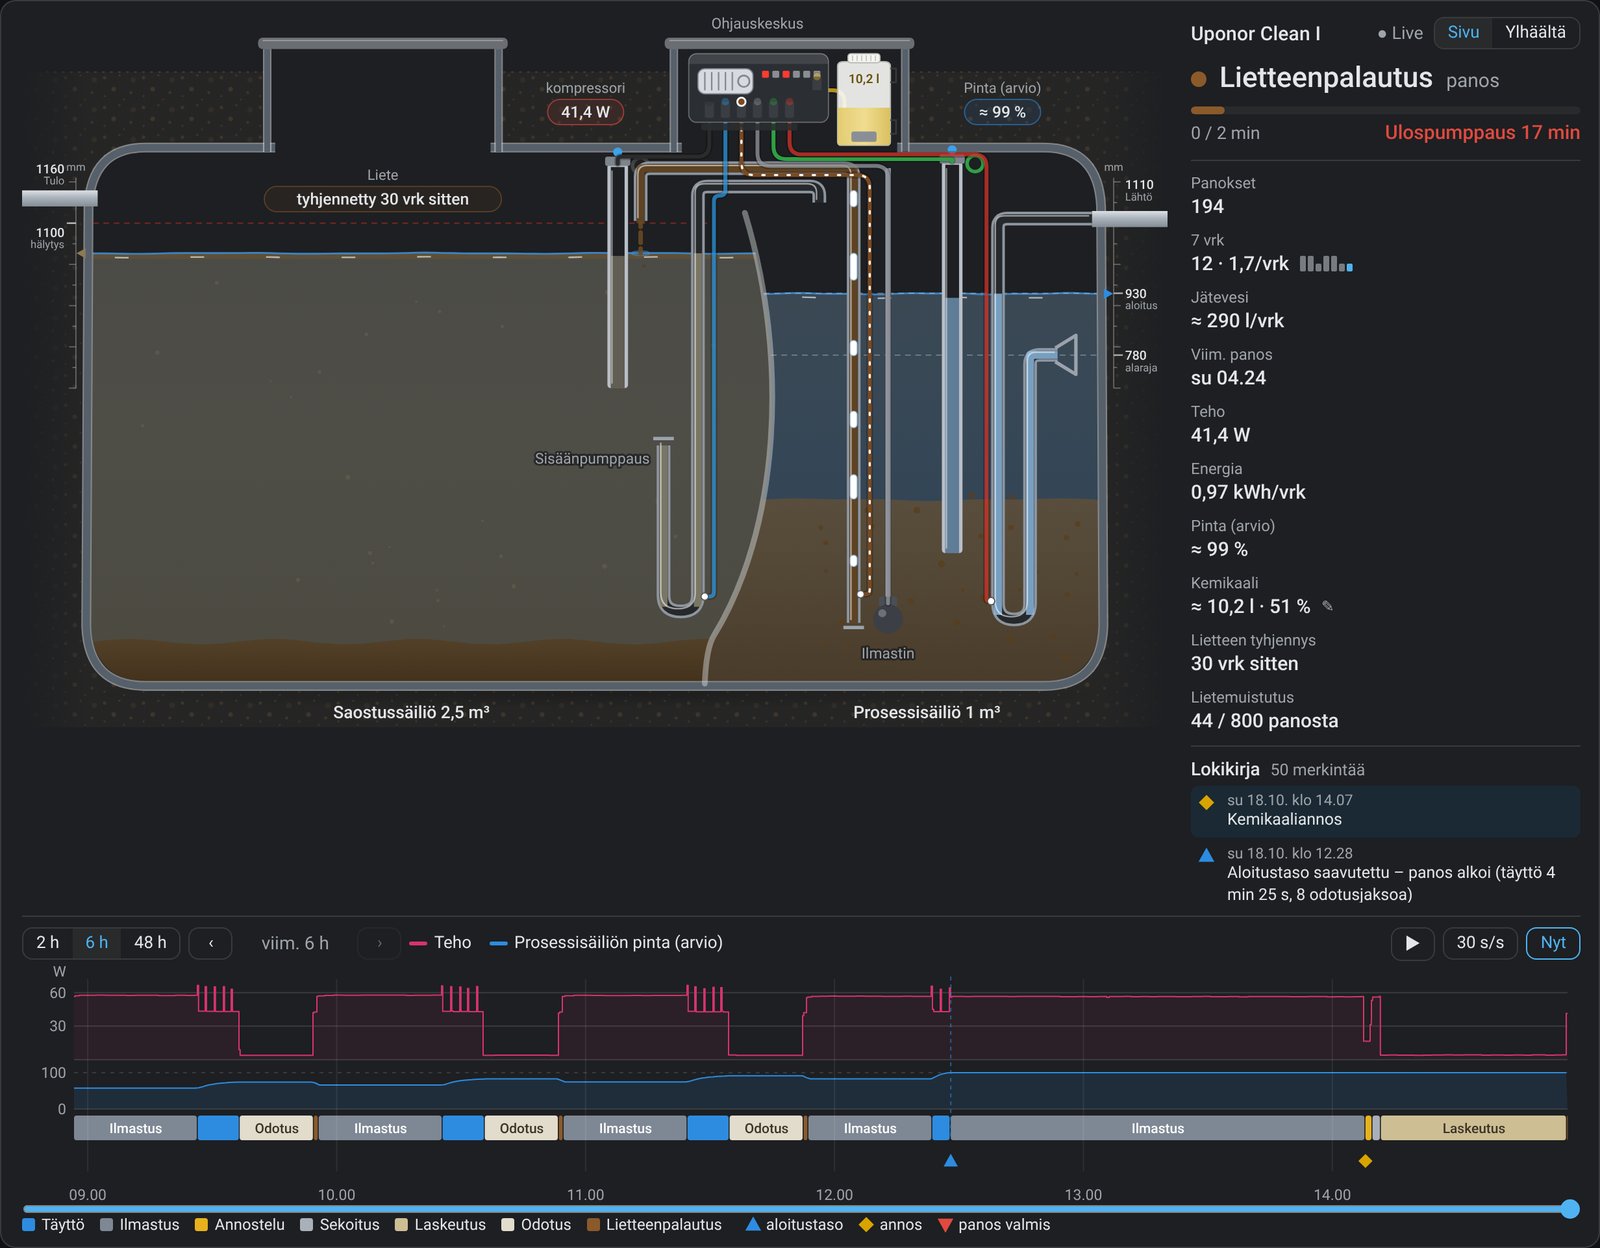 Ohjauskeskus
Uponor Clean I
Live
Sivu
Ylhäältä
kompressori
41,4 W
10,2 l
Pinta (arvio)
≈ 99 %
Lietteenpalautus panos
0 / 2 min
Ulospumppaus 17 min
1160 mm
Tulo
Liete
tyhjennetty 30 vrk sitten
1100
hälytys
mm
1110
Lähtö
930
aloitus
780
alaraja
Sisäänpumppaus
Ilmastin
Saostussäiliö 2,5 m³
Prosessisäiliö 1 m³
Panokset
194
7 vrk
12 · 1,7/vrk
Jätevesi
≈ 290 l/vrk
Viim. panos
su 04.24
Teho
41,4 W
Energia
0,97 kWh/vrk
Pinta (arvio)
≈ 99 %
Kemikaali
≈ 10,2 l · 51 % ✎
Lietteen tyhjennys
30 vrk sitten
Lietemuistutus
44 / 800 panosta
Lokikirja 50 merkintää
su 18.10. klo 14.07
Kemikaaliannos
su 18.10. klo 12.28
Aloitustaso saavutettu – panos alkoi (täyttö 4
min 25 s, 8 odotusjaksoa)
2 h
6 h
48 h
‹
viim. 6 h
›
Teho
Prosessisäiliön pinta (arvio)
30 s/s
Nyt
W
60
30
100
0
Ilmastus
Odotus
Ilmastus
Odotus
Ilmastus
Odotus
Ilmastus
Ilmastus
Laskeutus
09.00
10.00
11.00
12.00
13.00
14.00
Täyttö
Ilmastus
Annostelu
Sekoitus
Laskeutus
Odotus
Lietteenpalautus
aloitustaso
annos
panos valmis